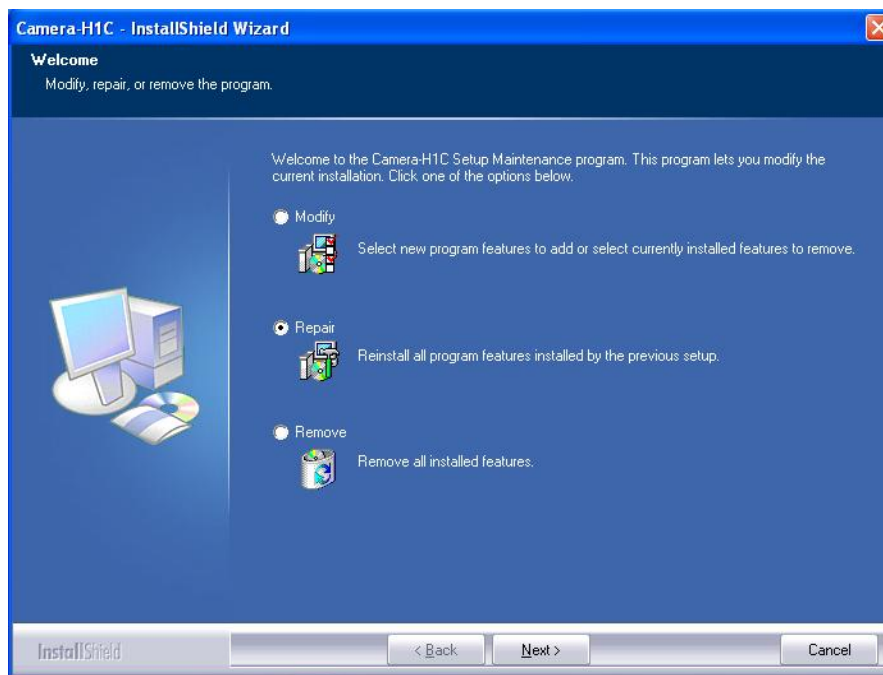 Camera-H1C - InstallShield Wizard
Welcome
Modify, repair, or remove the program.
Welcome to the Camera-H1C Setup Maintenance program. This program lets you modify the
current installation. Click one of the options below.
Modify
Select new program features to add or select currently installed features to remove.
Repair
Reinstall all program features installed by the previous setup.
Remove
Remove all installed features.
InstallShield
< Back
Next >
Cancel